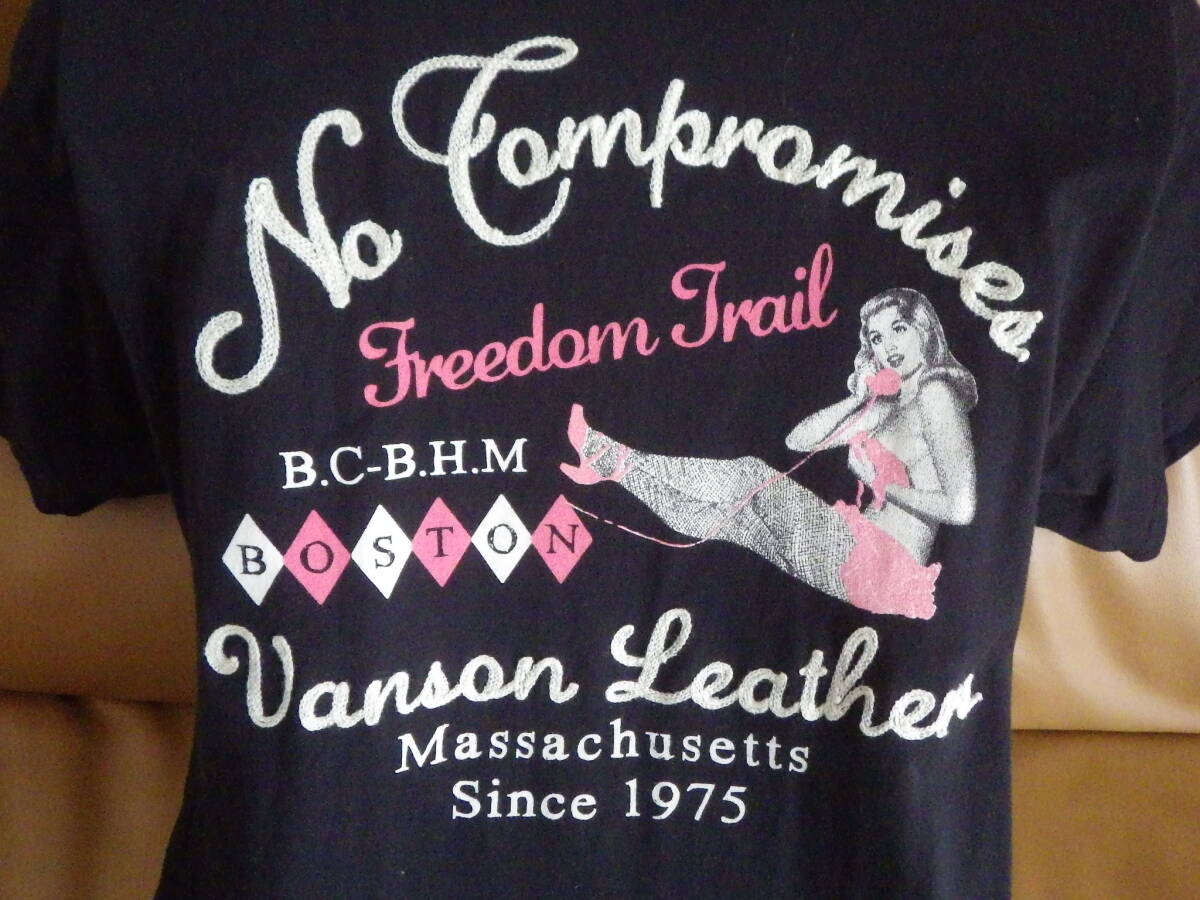 No Compromises
Freedom Trail
B.C-B.H.M
BOSTON
Vanson Leather
Massachusetts
Since 1975